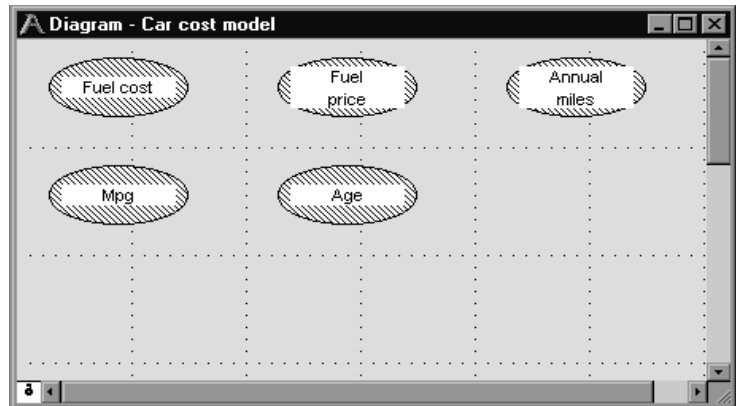 Diagram - Car cost model
Fuel cost
Fuel
price
Annual
miles
Mpg
Age